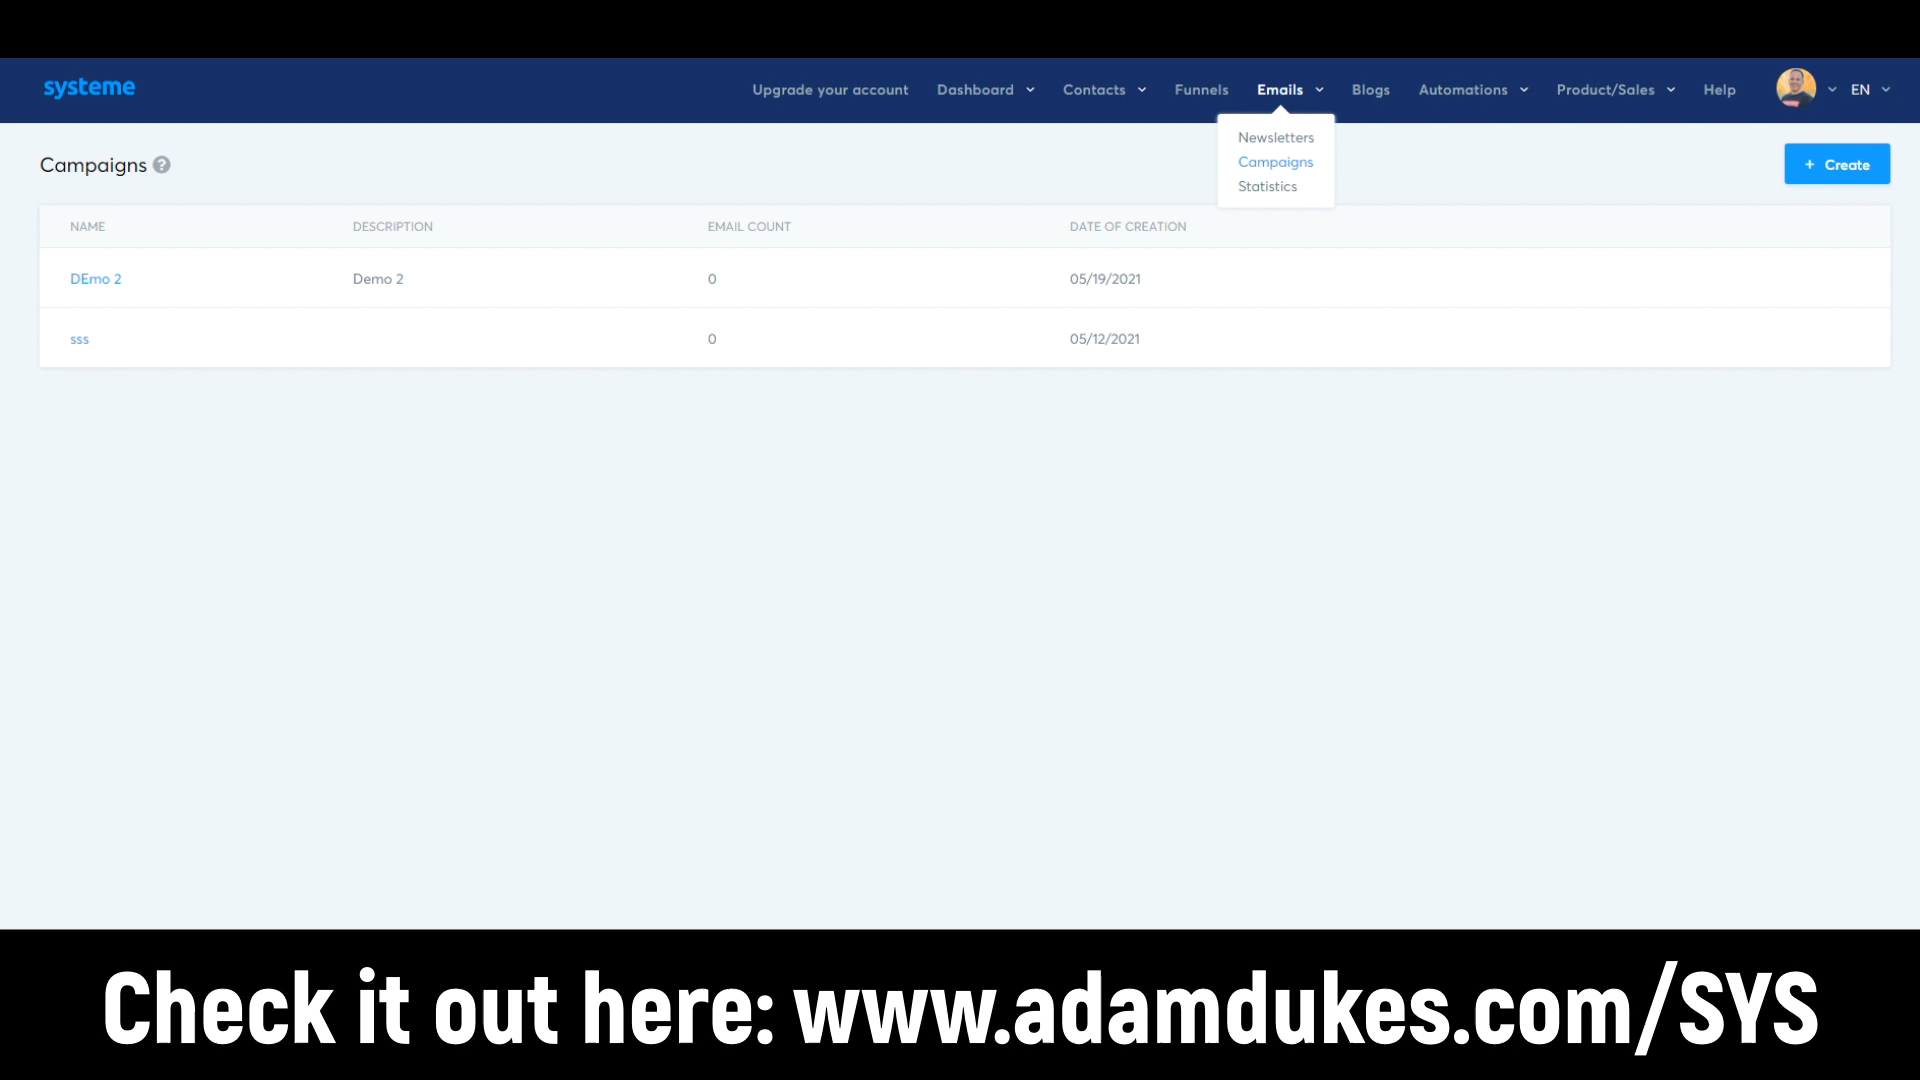 systeme
Upgrade your account Dashboard Contacts Funnels Emails Blogs Automations Product/Sales Help EN
Newsletters
Campaigns
Statistics
Campaigns ?
+ Create
NAME DESCRIPTION EMAIL COUNT DATE OF CREATION
DEmo 2 Demo 2 0 05/19/2021
sss 0 05/12/2021
Check it out here: www.adamdukes.com/SYS